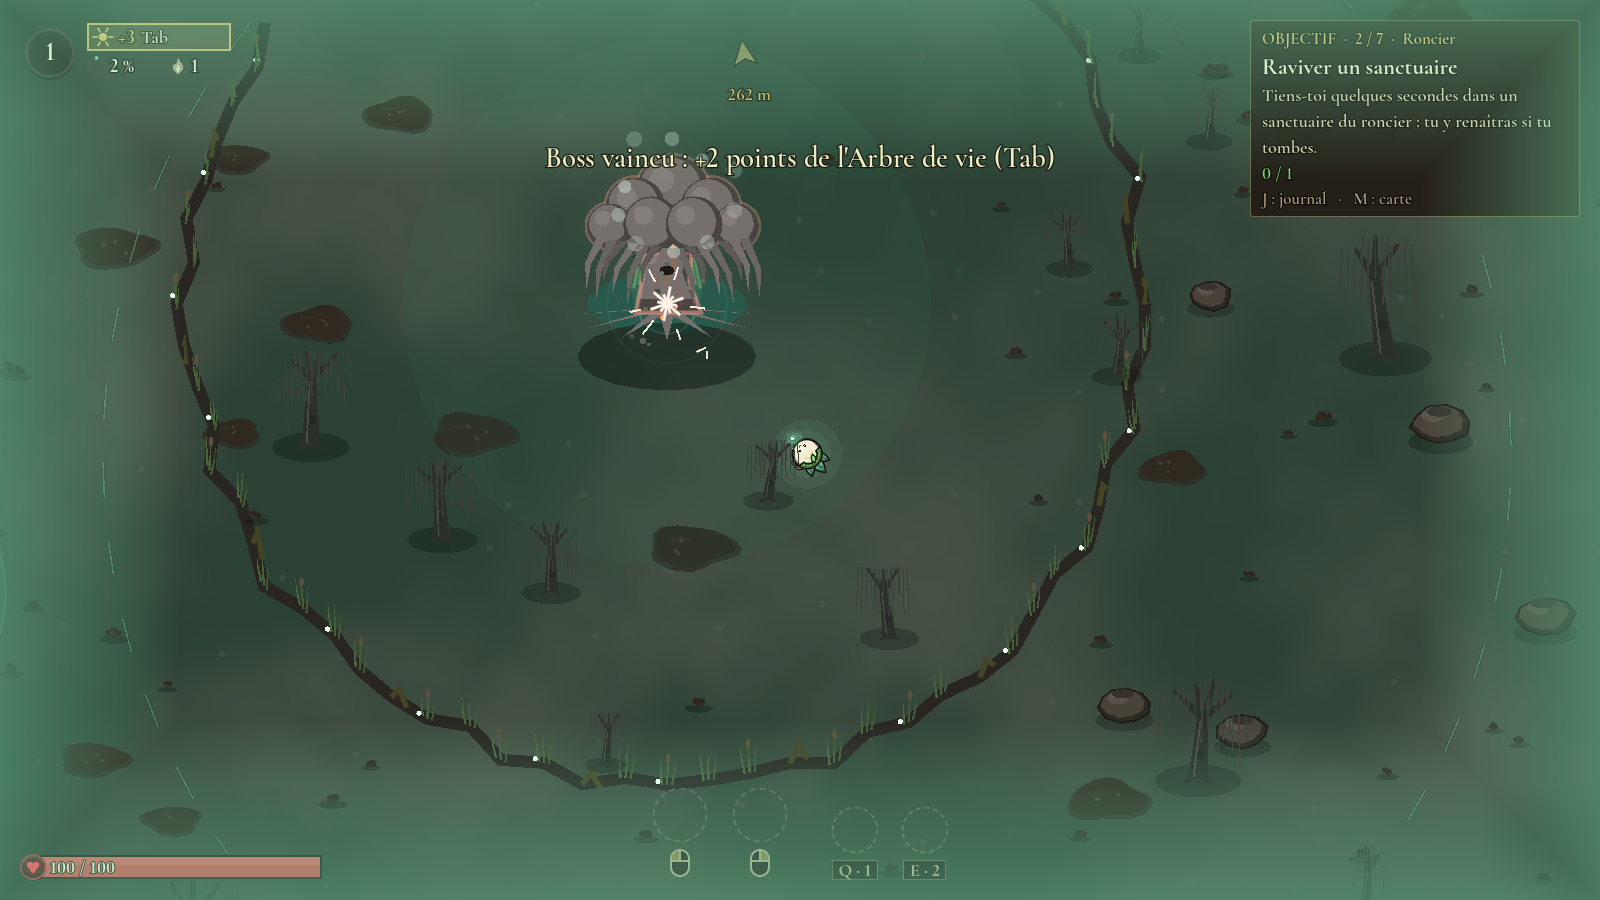 1
+3 Tab
2 %
1
262 m
Boss vaincu : +2 points de l'Arbre de vie (Tab)
OBJECTIF · 2 / 7 · Roncier
Raviver un sanctuaire
Tiens-toi quelques secondes dans un
sanctuaire du roncier : tu y renaîtras si tu
tombes.
0 / 1
J : journal · M : carte
100 / 100
Q · 1
E · 2